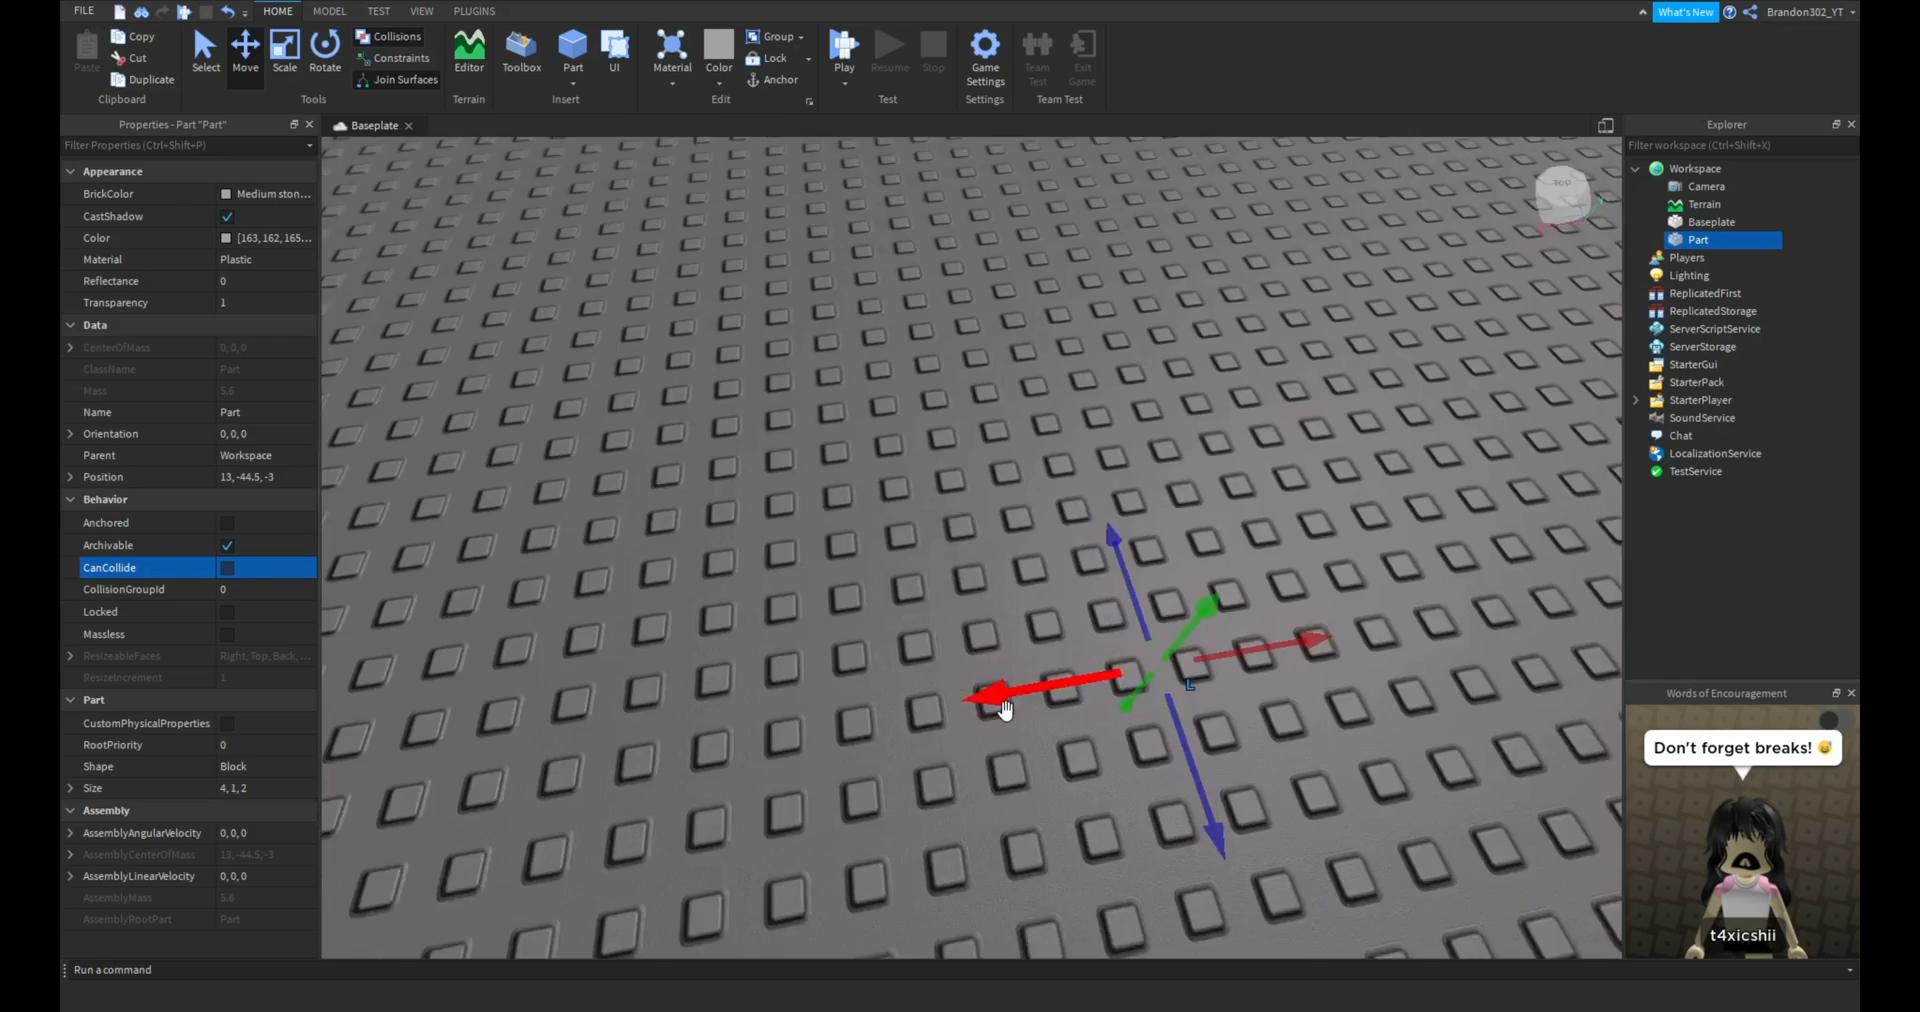 FILE HOME MODEL TEST VIEW PLUGINS What's New Brandon302_YT
Paste Copy Cut Duplicate Select Move Scale Rotate Collisions Constraints Join Surfaces Editor Toolbox Part UI Material Color Group Lock Anchor Play Resume Stop Game Settings Team Test Exit Game
Clipboard Tools Terrain Insert Edit Test Settings Team Test
Properties - Part "Part"
Filter Properties (Ctrl+Shift+P)
Appearance
BrickColor Medium ston...
CastShadow
Color [163, 162, 165...
Material Plastic
Reflectance 0
Transparency 1
Data
CenterOfMass 0, 0, 0
ClassName Part
Mass 5.6
Name Part
Orientation 0, 0, 0
Parent Workspace
Position 13, -44.5, -3
Behavior
Anchored
Archivable
CanCollide
CollisionGroupId 0
Locked
Massless
ResizeableFaces Right, Top, Back, ...
ResizeIncrement 1
Part
CustomPhysicalProperties
RootPriority 0
Shape Block
Size 4, 1, 2
Assembly
AssemblyAngularVelocity 0, 0, 0
AssemblyCenterOfMass 13, -44.5, -3
AssemblyLinearVelocity 0, 0, 0
AssemblyMass 5.6
AssemblyRootPart Part
Baseplate
TOP
L
Explorer
Filter workspace (Ctrl+Shift+X)
Workspace
Camera
Terrain
Baseplate
Part
Players
Lighting
ReplicatedFirst
ReplicatedStorage
ServerScriptService
ServerStorage
StarterGui
StarterPack
StarterPlayer
SoundService
Chat
LocalizationService
TestService
Words of Encouragement
Don't forget breaks! 😅
t4xicshii
Run a command